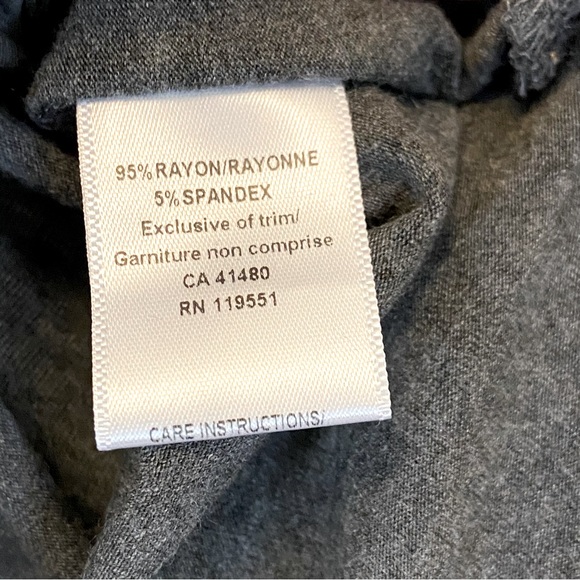 95% RAYON/RAYONNE
5% SPANDEX
Exclusive of trim/
Garniture non comprise
CA 41480
RN 119551
CARE INSTRUCTIONS/